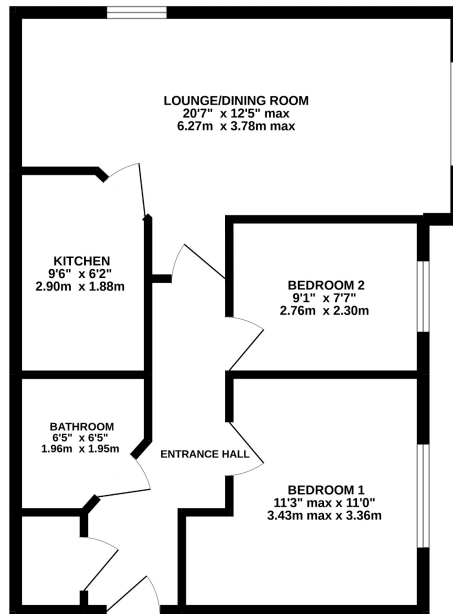 LOUNGE/DINING ROOM
20'7" x 12'5" max
6.27m x 3.78m max
KITCHEN
9'6" x 6'2"
2.90m x 1.88m
BEDROOM 2
9'1" x 7'7"
2.76m x 2.30m
BATHROOM
6'5" x 6'5"
1.96m x 1.95m
ENTRANCE HALL
BEDROOM 1
11'3" max x 11'0"
3.43m max x 3.36m